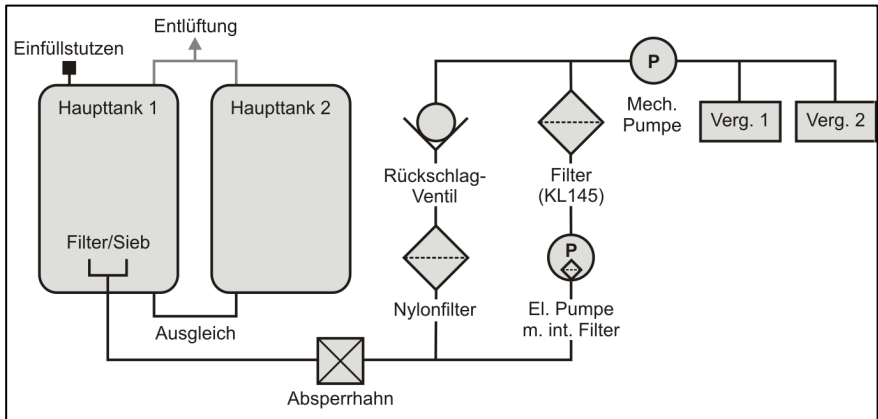 Entlüftung
Einfüllstutzen
Haupttank 1
Haupttank 2
Filter/Sieb
Ausgleich
Absperrhahn
Rückschlag-
Ventil
Nylonfilter
Filter
(KL145)
P
El. Pumpe
m. int. Filter
P
Mech.
Pumpe
Verg. 1
Verg. 2